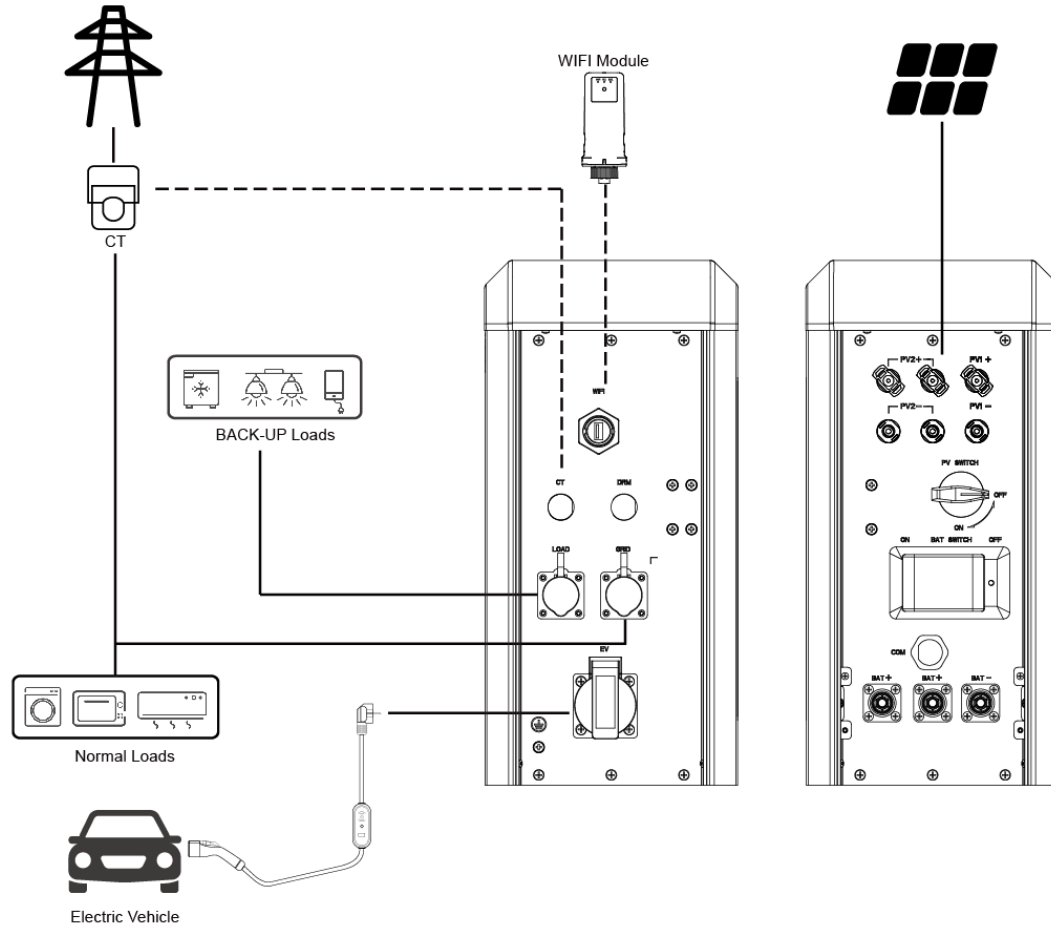 WIFI Module
CT
BACK-UP Loads
Normal Loads
Electric Vehicle
WIFI
CT
DRM
LOAD
GRID
EV
PV2+
PV1 +
PV2-
PV1 -
PV SWITCH
OFF
ON
ON BAT SWITCH OFF
COM
BAT+
BAT+
BAT-